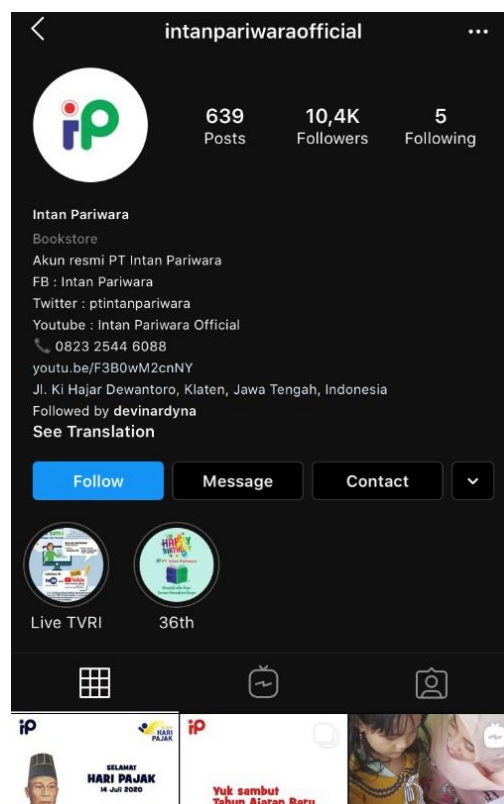 intanpariwaraofficial
ip
639 10,4K 5
Posts Followers Following
Intan Pariwara
Bookstore
Akun resmi PT Intan Pariwara
FB : Intan Pariwara
Twitter : ptintanpariwara
Youtube : Intan Pariwara Official
0823 2544 6088
youtu.be/F3B0wM2cnNY
Jl. Ki Hajar Dewantoro, Klaten, Jawa Tengah, Indonesia
Followed by devinardyna
See Translation
Follow Message Contact
HAPPY
BIRTHDAY
Live TVRI 36th
ip HARI PAJAK ip
SELAMAT
HARI PAJAK
14 JULI 2020
Yuk sambut
Tahun Ajaran Baru